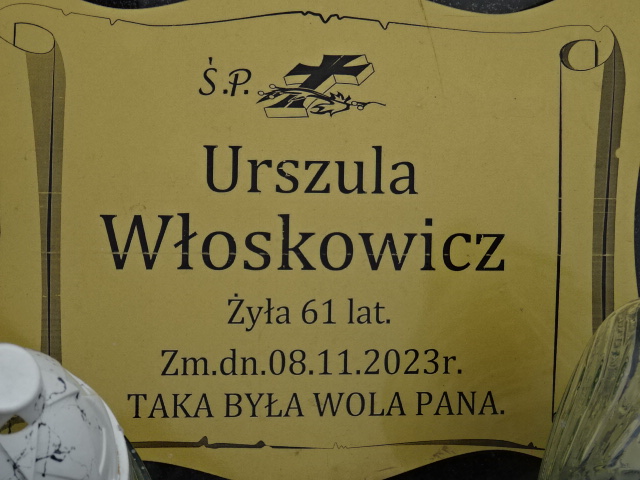 Ś.P.
Urszula
Włoskowicz
Żyła 61 lat.
Zm.dn.08.11.2023r.
TAKA BYŁA WOLA PANA.